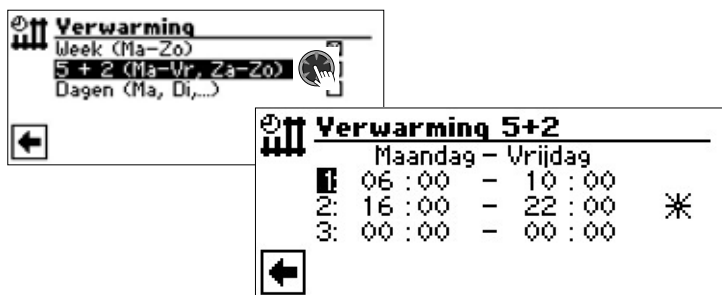 Verwarming
Week (Ma-Zo)
5 + 2 (Ma-Vr, Za-Zo)
Dagen (Ma, Di,...)
Verwarming 5+2
Maandag - Vrijdag
1: 06 : 00 - 10 : 00
2: 16 : 00 - 22 : 00
3: 00 : 00 - 00 : 00